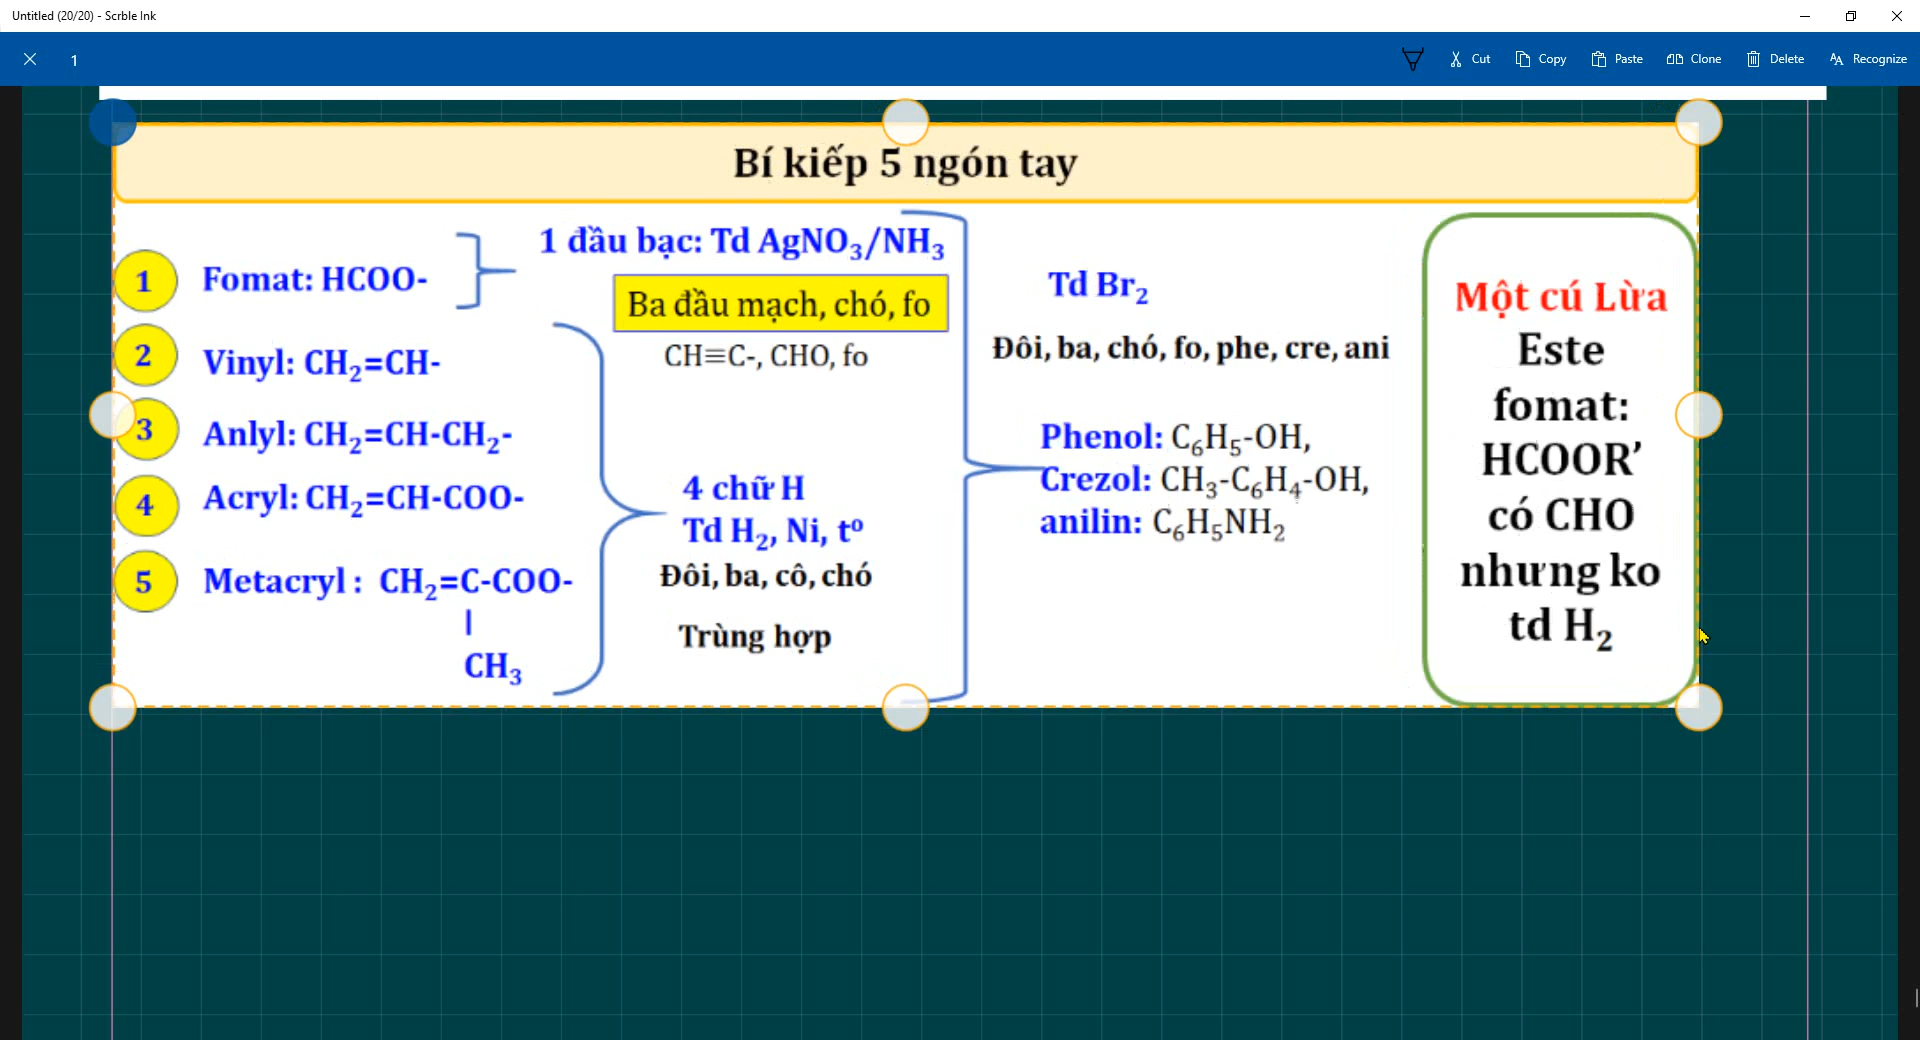 Untitled (20/20) - Scrble Ink
1
Cut
Copy
Paste
Clone
Delete
Recognize
Bí kiếp 5 ngón tay
1 Fomat: HCOO-
2 Vinyl: CH₂=CH-
3 Anlyl: CH₂=CH-CH₂-
4 Acryl: CH₂=CH-COO-
5 Metacryl : CH₂=C-COO-
|
CH₃
1 đầu bạc: Td AgNO₃/NH₃
Ba đầu mạch, chó, fo
CH≡C-, CHO, fo
4 chữ H
Td H₂, Ni, tº
Đôi, ba, cô, chó
Trùng hợp
Td Br₂
Đôi, ba, chó, fo, phe, cre, ani
Phenol: C₆H₅-OH,
Crezol: CH₃-C₆H₄-OH,
anilin: C₆H₅NH₂
Một cú Lừa
Este
fomat:
HCOOR’
có CHO
nhưng ko
td H₂